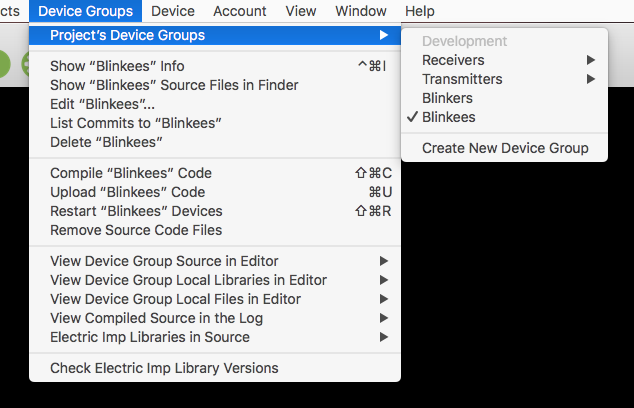 cts Device Groups Device Account View Window Help
Project's Device Groups
Development
Receivers
Transmitters
Blinkers
✓ Blinkees
Create New Device Group
Show “Blinkees” Info ^⌘I
Show “Blinkees” Source Files in Finder
Edit “Blinkees”...
List Commits to “Blinkees”
Delete “Blinkees”
Compile “Blinkees” Code ⇧⌘C
Upload “Blinkees” Code ⌘U
Restart “Blinkees” Devices ⇧⌘R
Remove Source Code Files
View Device Group Source in Editor
View Device Group Local Libraries in Editor
View Device Group Local Files in Editor
View Compiled Source in the Log
Electric Imp Libraries in Source
Check Electric Imp Library Versions